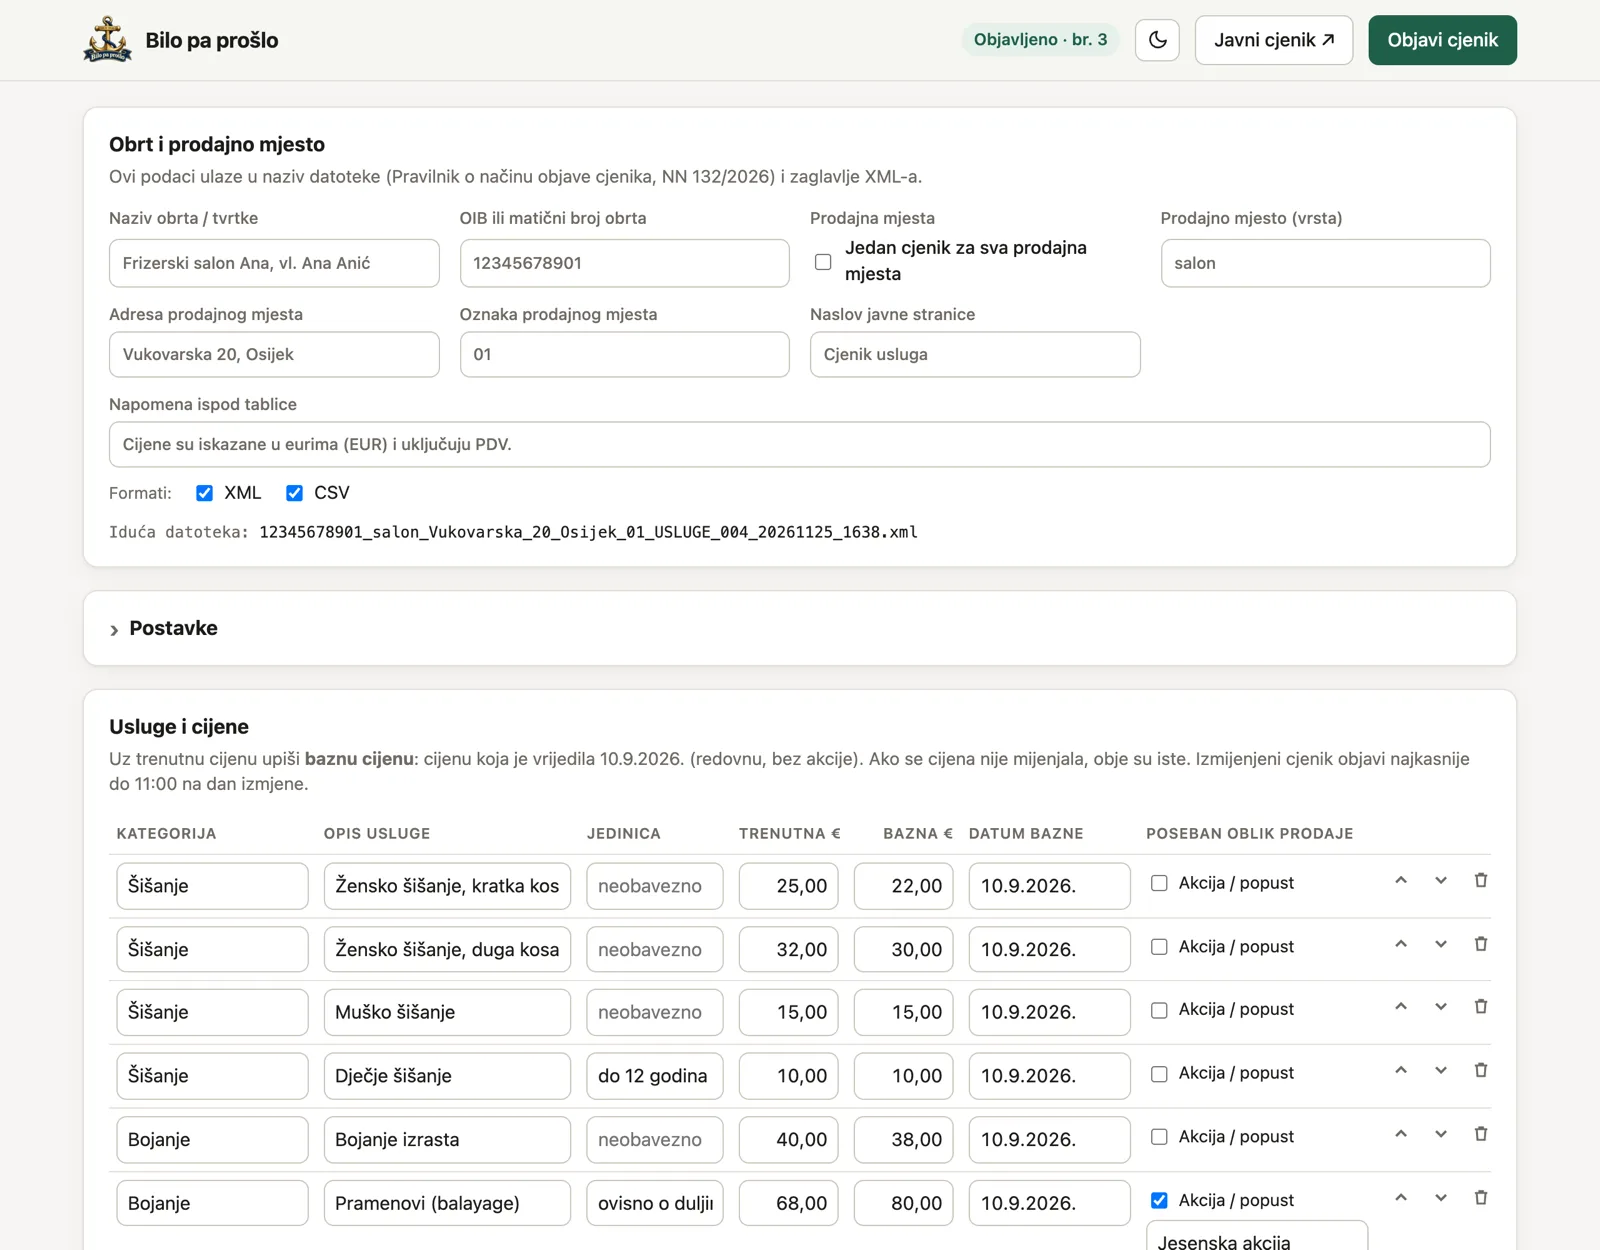 Bilo pa prošlo
Bilo pa prošlo
Objavljeno · br. 3
Javni cjenik ↗
Objavi cjenik
Obrt i prodajno mjesto
Ovi podaci ulaze u naziv datoteke (Pravilnik o načinu objave cjenika, NN 132/2026) i zaglavlje XML-a.
Naziv obrta / tvrtke
OIB ili matični broj obrta
Prodajna mjesta
Prodajno mjesto (vrsta)
Frizerski salon Ana, vl. Ana Anić
12345678901
Jedan cjenik za sva prodajna
mjesta
salon
Adresa prodajnog mjesta
Oznaka prodajnog mjesta
Naslov javne stranice
Vukovarska 20, Osijek
01
Cjenik usluga
Napomena ispod tablice
Cijene su iskazane u eurima (EUR) i uključuju PDV.
Formati: XML CSV
Iduća datoteka: 12345678901_salon_Vukovarska_20_Osijek_01_USLUGE_004_20261125_1638.xml
› Postavke
Usluge i cijene
Uz trenutnu cijenu upiši baznu cijenu: cijenu koja je vrijedila 10.9.2026. (redovnu, bez akcije). Ako se cijena nije mijenjala, obje su iste. Izmijenjeni cjenik objavi najkasnije
do 11:00 na dan izmjene.
KATEGORIJA OPIS USLUGE JEDINICA TRENUTNA € BAZNA € DATUM BAZNE POSEBAN OBLIK PRODAJE
Šišanje Žensko šišanje, kratka kos neobavezno 25,00 22,00 10.9.2026. Akcija / popust
Šišanje Žensko šišanje, duga kosa neobavezno 32,00 30,00 10.9.2026. Akcija / popust
Šišanje Muško šišanje neobavezno 15,00 15,00 10.9.2026. Akcija / popust
Šišanje Dječje šišanje do 12 godina 10,00 10,00 10.9.2026. Akcija / popust
Bojanje Bojanje izrasta neobavezno 40,00 38,00 10.9.2026. Akcija / popust
Bojanje Pramenovi (balayage) ovisno o duljin 68,00 80,00 10.9.2026. Akcija / popust
Jesenska akcija